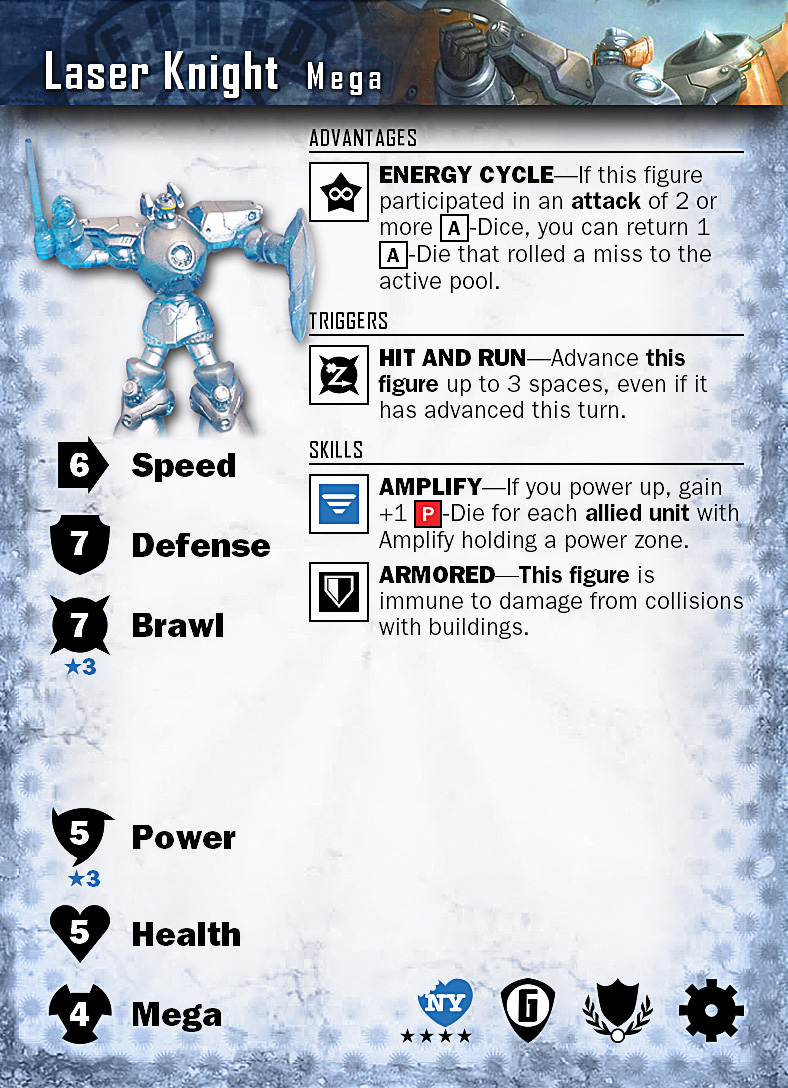 G.U.A.R.D
Laser Knight Mega
ADVANTAGES
ENERGY CYCLE—If this figure
participated in an attack of 2 or
more A-Dice, you can return 1
A-Die that rolled a miss to the
active pool.
TRIGGERS
Z
HIT AND RUN—Advance this
figure up to 3 spaces, even if it
has advanced this turn.
SKILLS
AMPLIFY—If you power up, gain
+1 P-Die for each allied unit with
Amplify holding a power zone.
ARMORED—This figure is
immune to damage from collisions
with buildings.
6 Speed
7 Defense
7 Brawl
★3
5 Power
★3
5 Health
4 Mega
NY
★★★★
G